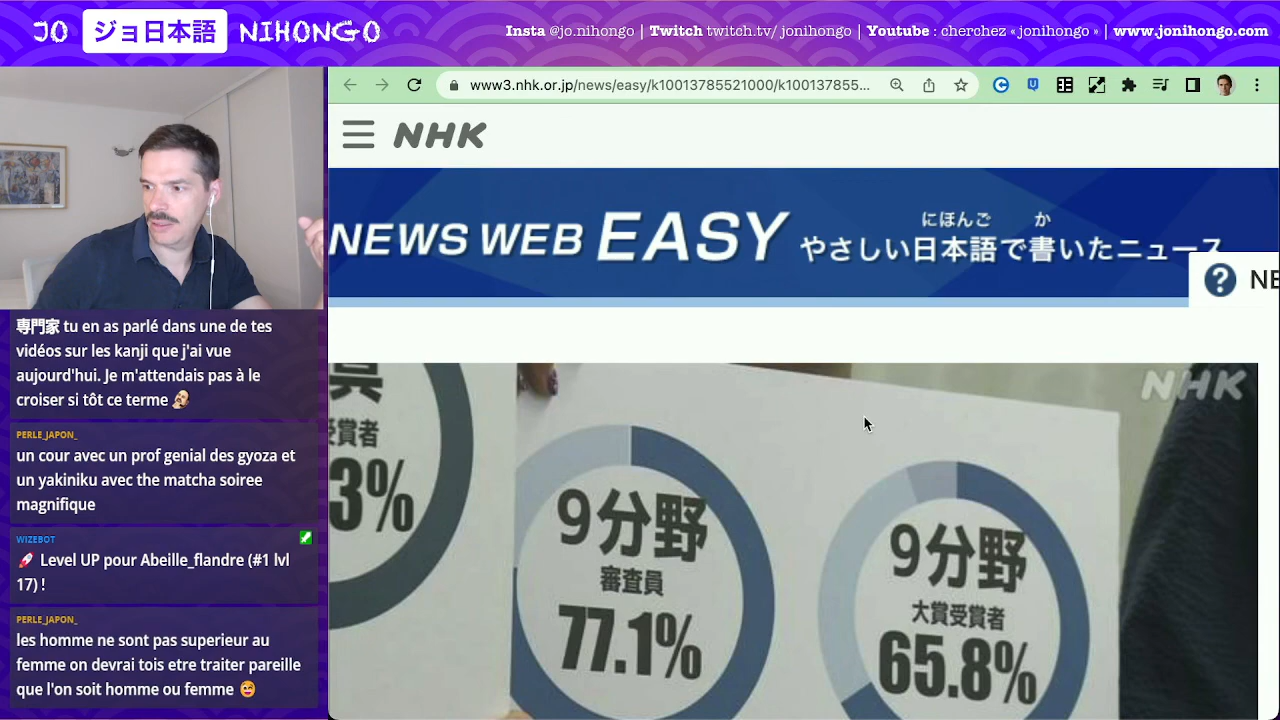 JO ジョ日本語 NIHONGO
Insta @jo.nihongo | Twitch twitch.tv/ jonihongo | Youtube : cherchez « jonihongo » | www.jonihongo.com
www3.nhk.or.jp/news/easy/k10013785521000/k100137855...
NHK
にほんご か
NEWS WEB EASY やさしい日本語で書いたニュース
? NE
NHK
受賞者
3%
9分野
審査員
77.1%
9分野
大賞受賞者
65.8%
専門家 tu en as parlé dans une de tes
vidéos sur les kanji que j'ai vue
aujourd'hui. Je m'attendais pas à le
croiser si tôt ce terme
PERLE_JAPON_
un cour avec un prof genial des gyoza et
un yakiniku avec the matcha soiree
magnifique
WIZEBOT
Level UP pour Abeille_flandre (#1 lvl
17) !
PERLE_JAPON_
les homme ne sont pas superieur au
femme on devrai tois etre traiter pareille
que l'on soit homme ou femme